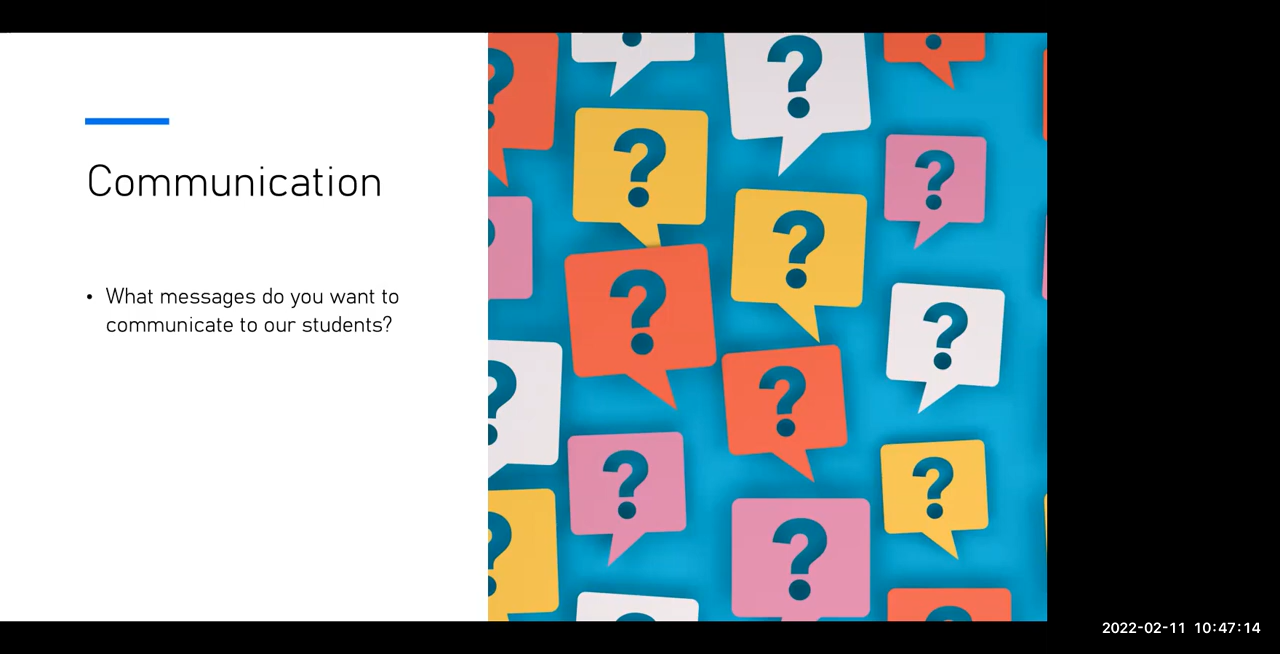 Communication
• What messages do you want to
communicate to our students?
? ? ? ? ? ? ? ? ? ? ? ? ? ?
2022-02-11 10:47:14